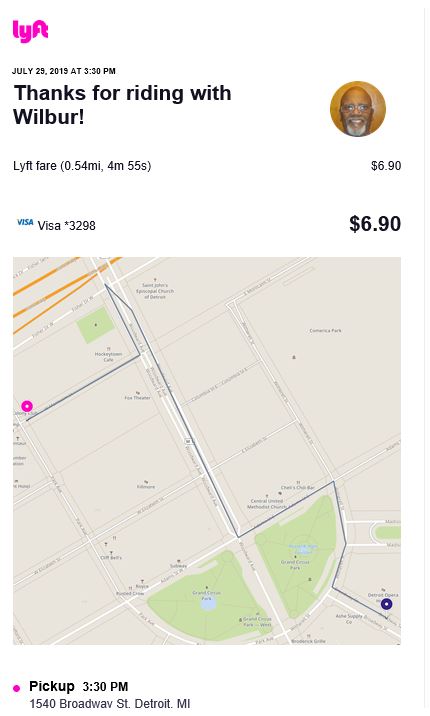 lyft
JULY 29, 2019 AT 3:30 PM
Thanks for riding with
Wilbur!
Lyft fare (0.54mi, 4m 55s) $6.90
VISA Visa *3298 $6.90
Saint John's
Episcopal Church
of Detroit
Comerica Park
Hockeytown
Cafe
Fox Theater
Woodward Ave
Columbia St E
Fillmore
W Elizabeth St
E Elizabeth St
Cheli's Chili Bar
Central United
Methodist Church
Cliff Bell's
Subway
Adams St
Royce
Rusted Crow
Park Ave
Grand Circus
Park
Grand Circus
Park
Grand Circus
Park — West
Detroit Opera
Ashe Supply
Co
Broderick Grille
Pickup 3:30 PM
1540 Broadway St, Detroit, MI